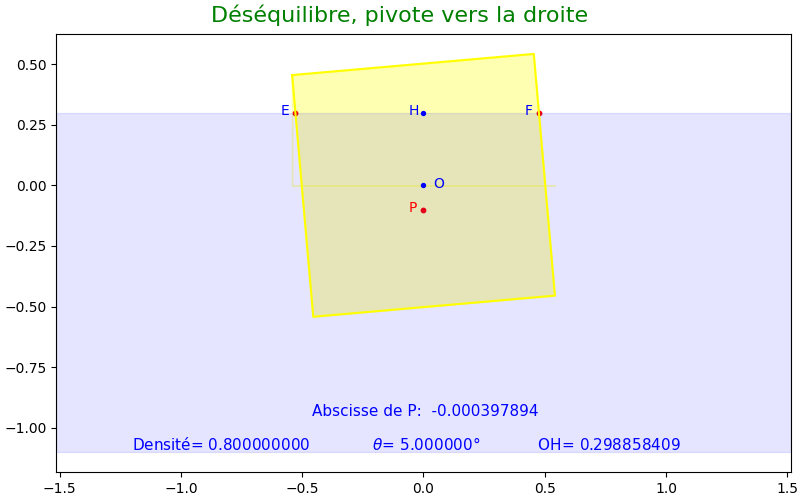 Déséquilibre, pivote vers la droite
0.50
0.25
0.00
−0.25
−0.50
−0.75
−1.00
E H F
O
P
Abscisse de P: -0.000397894
Densité= 0.800000000 θ= 5.000000° OH= 0.298858409
−1.5 −1.0 −0.5 0.0 0.5 1.0 1.5